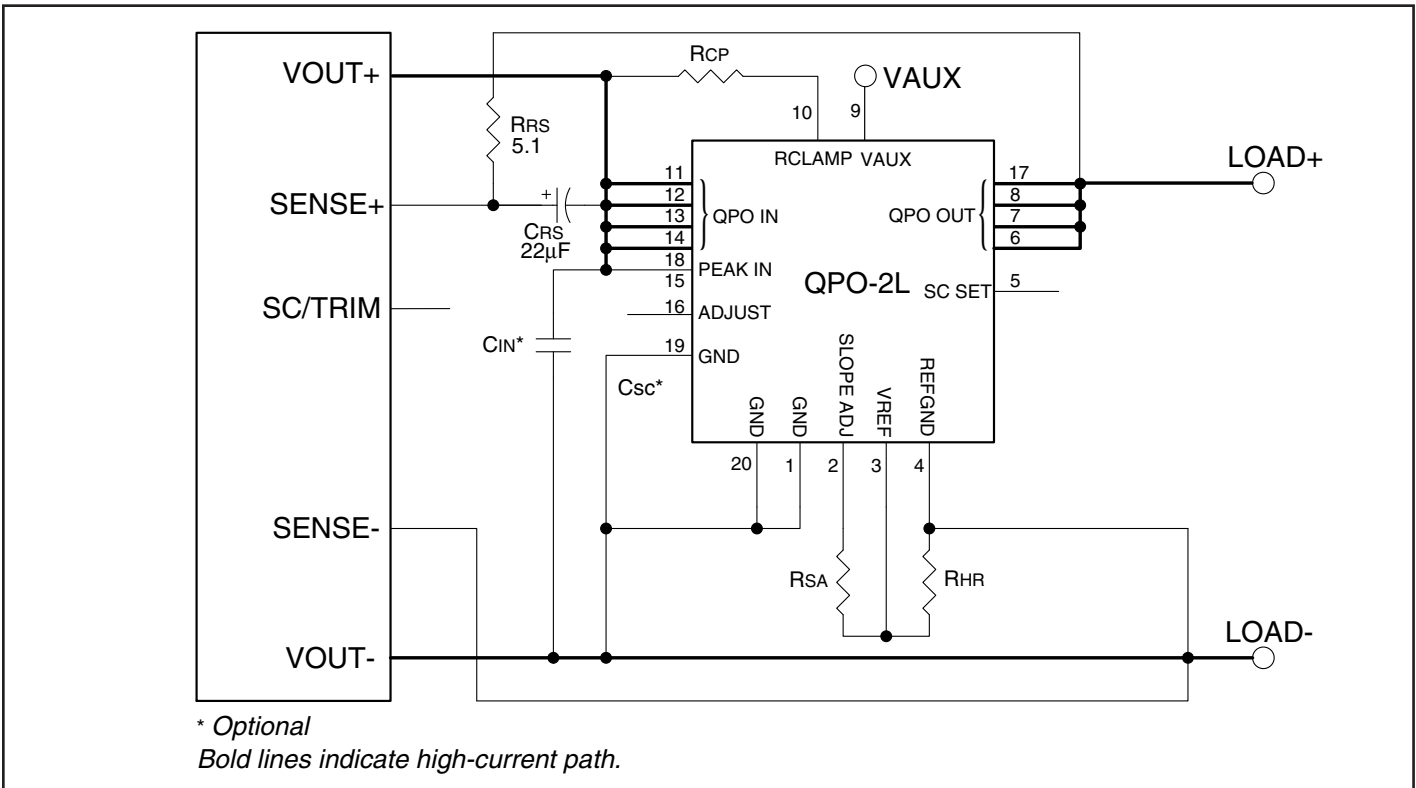 VOUT+
RCP
VAUX
10
9
RRS
5.1
RCLAMP VAUX
LOAD+
11
17
SENSE+
+
12
8
13
QPO IN
QPO OUT
7
CRS
22µF
14
6
18
PEAK IN
15
QPO-2L
SC SET
5
SC/TRIM
16
ADJUST
CIN*
19
GND
Csc*
GND
GND
SLOPE ADJ
VREF
REFGND
20
1
2
3
4
SENSE-
RSA
RHR
LOAD-
VOUT-
* Optional
Bold lines indicate high-current path.